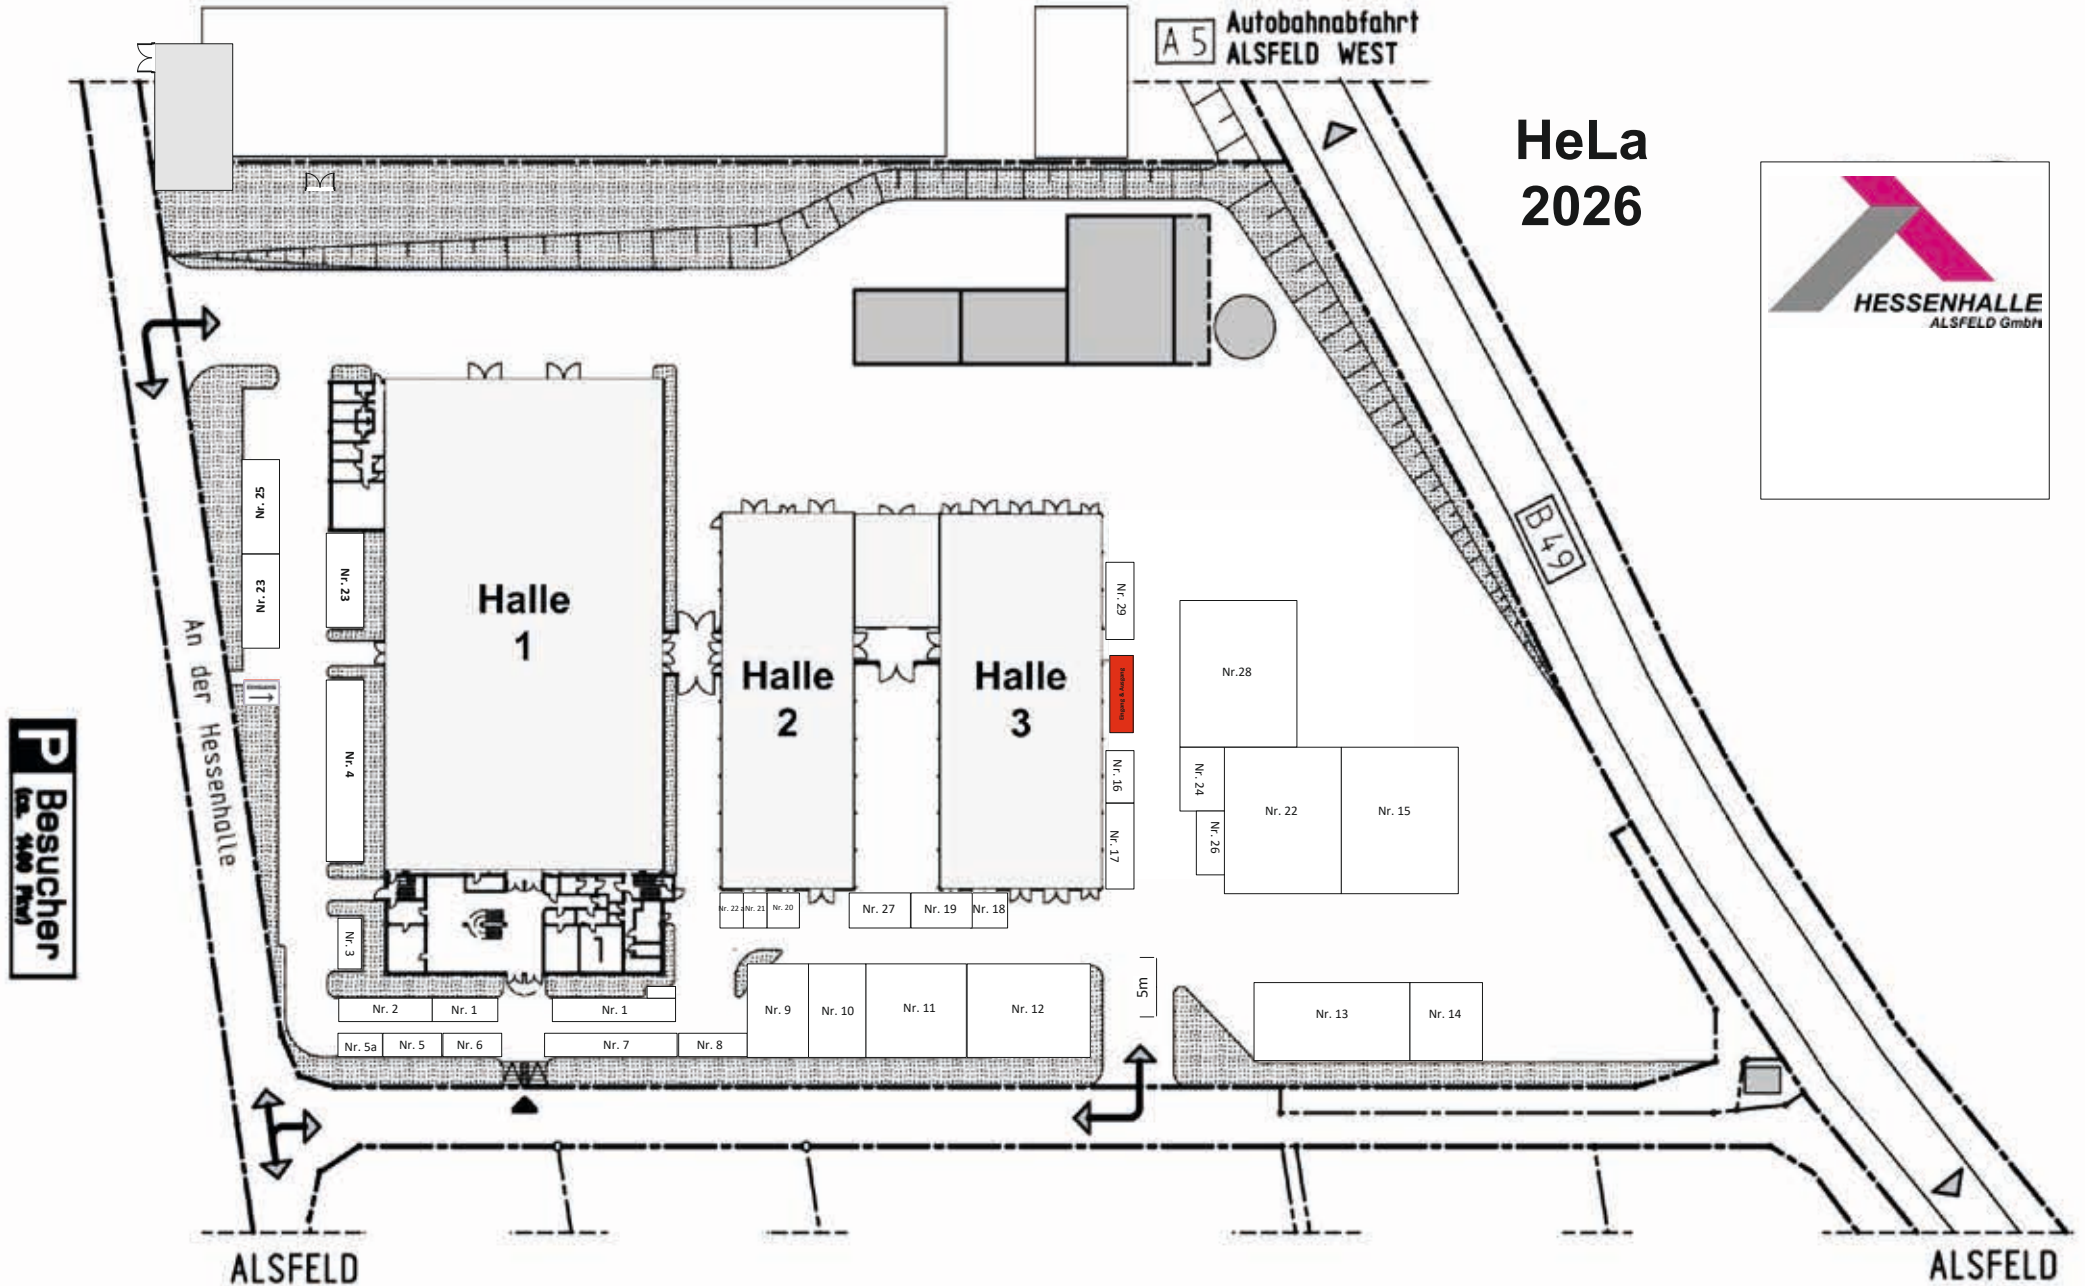 A 5
Autobahnabfahrt
ALSFELD WEST
HeLa
2026
HESSENHALLE
ALSFELD GmbH
B 49
Nr. 25
Nr. 23
Nr. 23
Nr. 4
Nr. 3
An der Hessenhalle
P
Besucher
Halle
1
Halle
2
Halle
3
Nr. 29
Nr. 16
Nr. 17
Nr.28
Nr. 24
Nr. 26
Nr. 22
Nr. 15
Nr. 22
Nr. 21
Nr. 20
Nr. 27
Nr. 19
Nr. 18
Nr. 2
Nr. 1
Nr. 1
Nr. 5a
Nr. 5
Nr. 6
Nr. 7
Nr. 8
Nr. 9
Nr. 10
Nr. 11
Nr. 12
5m
Nr. 13
Nr. 14
ALSFELD
ALSFELD